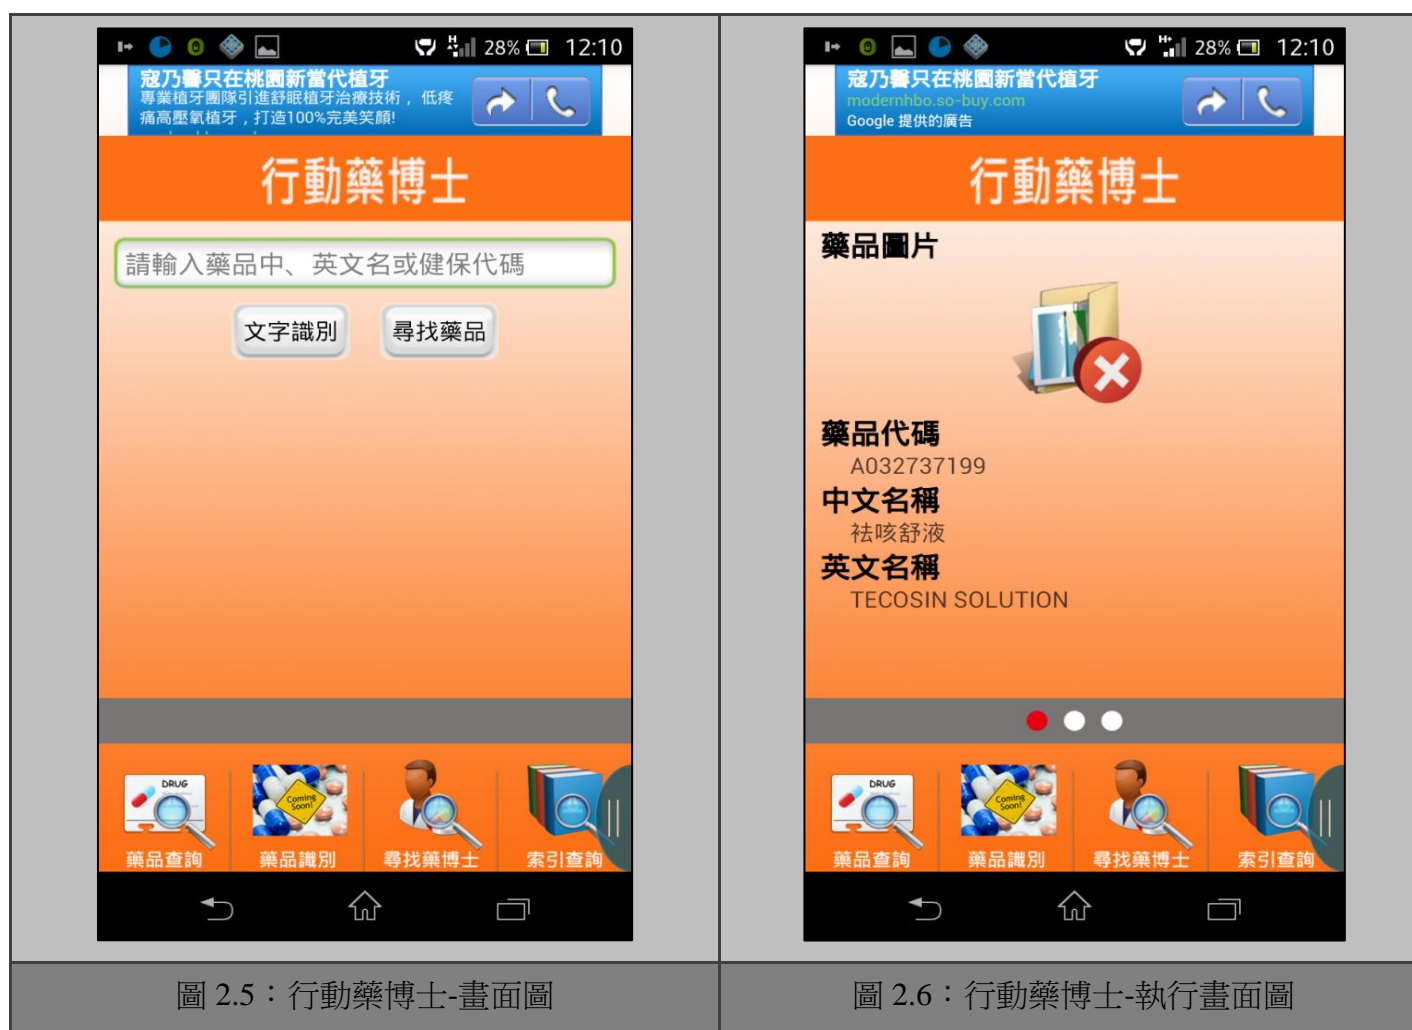 28% 12:10
寇乃馨只在桃園新當代植牙
專業植牙團隊引進舒眠植牙治療技術，低疼
痛高壓氧植牙，打造100%完美笑顏!
行動藥博士
請輸入藥品中、英文名或健保代碼
文字識別 尋找藥品
DRUG
Coming
Soon!
藥品查詢 藥品識別 尋找藥博士 索引查詢
圖 2.5：行動藥博士-畫面圖
28% 12:10
寇乃馨只在桃園新當代植牙
modernhbo.so-buy.com
Google 提供的廣告
行動藥博士
藥品圖片
藥品代碼
A032737199
中文名稱
袪咳舒液
英文名稱
TECOSIN SOLUTION
DRUG
Coming
Soon!
藥品查詢 藥品識別 尋找藥博士 索引查詢
圖 2.6：行動藥博士-執行畫面圖